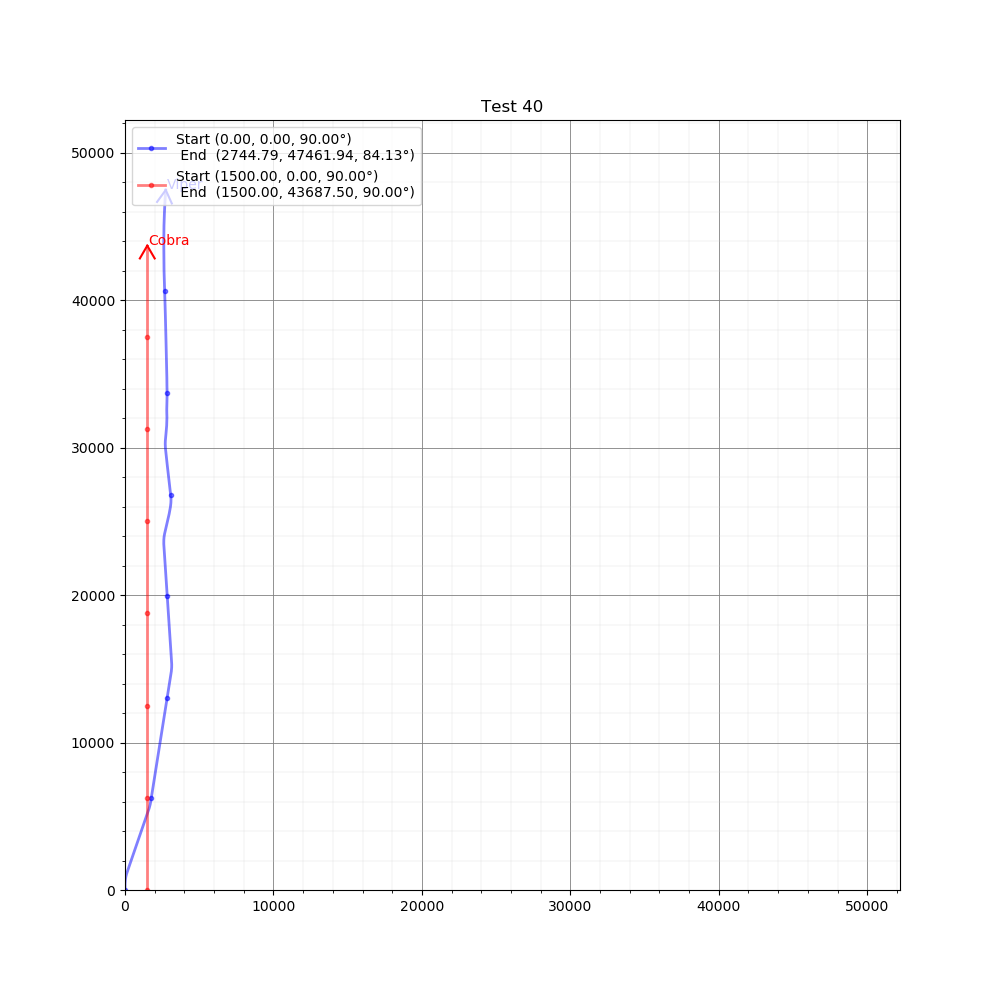 Test 40
Start (0.00, 0.00, 90.00°)
End (2744.79, 47461.94, 84.13°)
Start (1500.00, 0.00, 90.00°)
End (1500.00, 43687.50, 90.00°)
Cobra
50000
40000
30000
20000
10000
0
0 10000 20000 30000 40000 50000